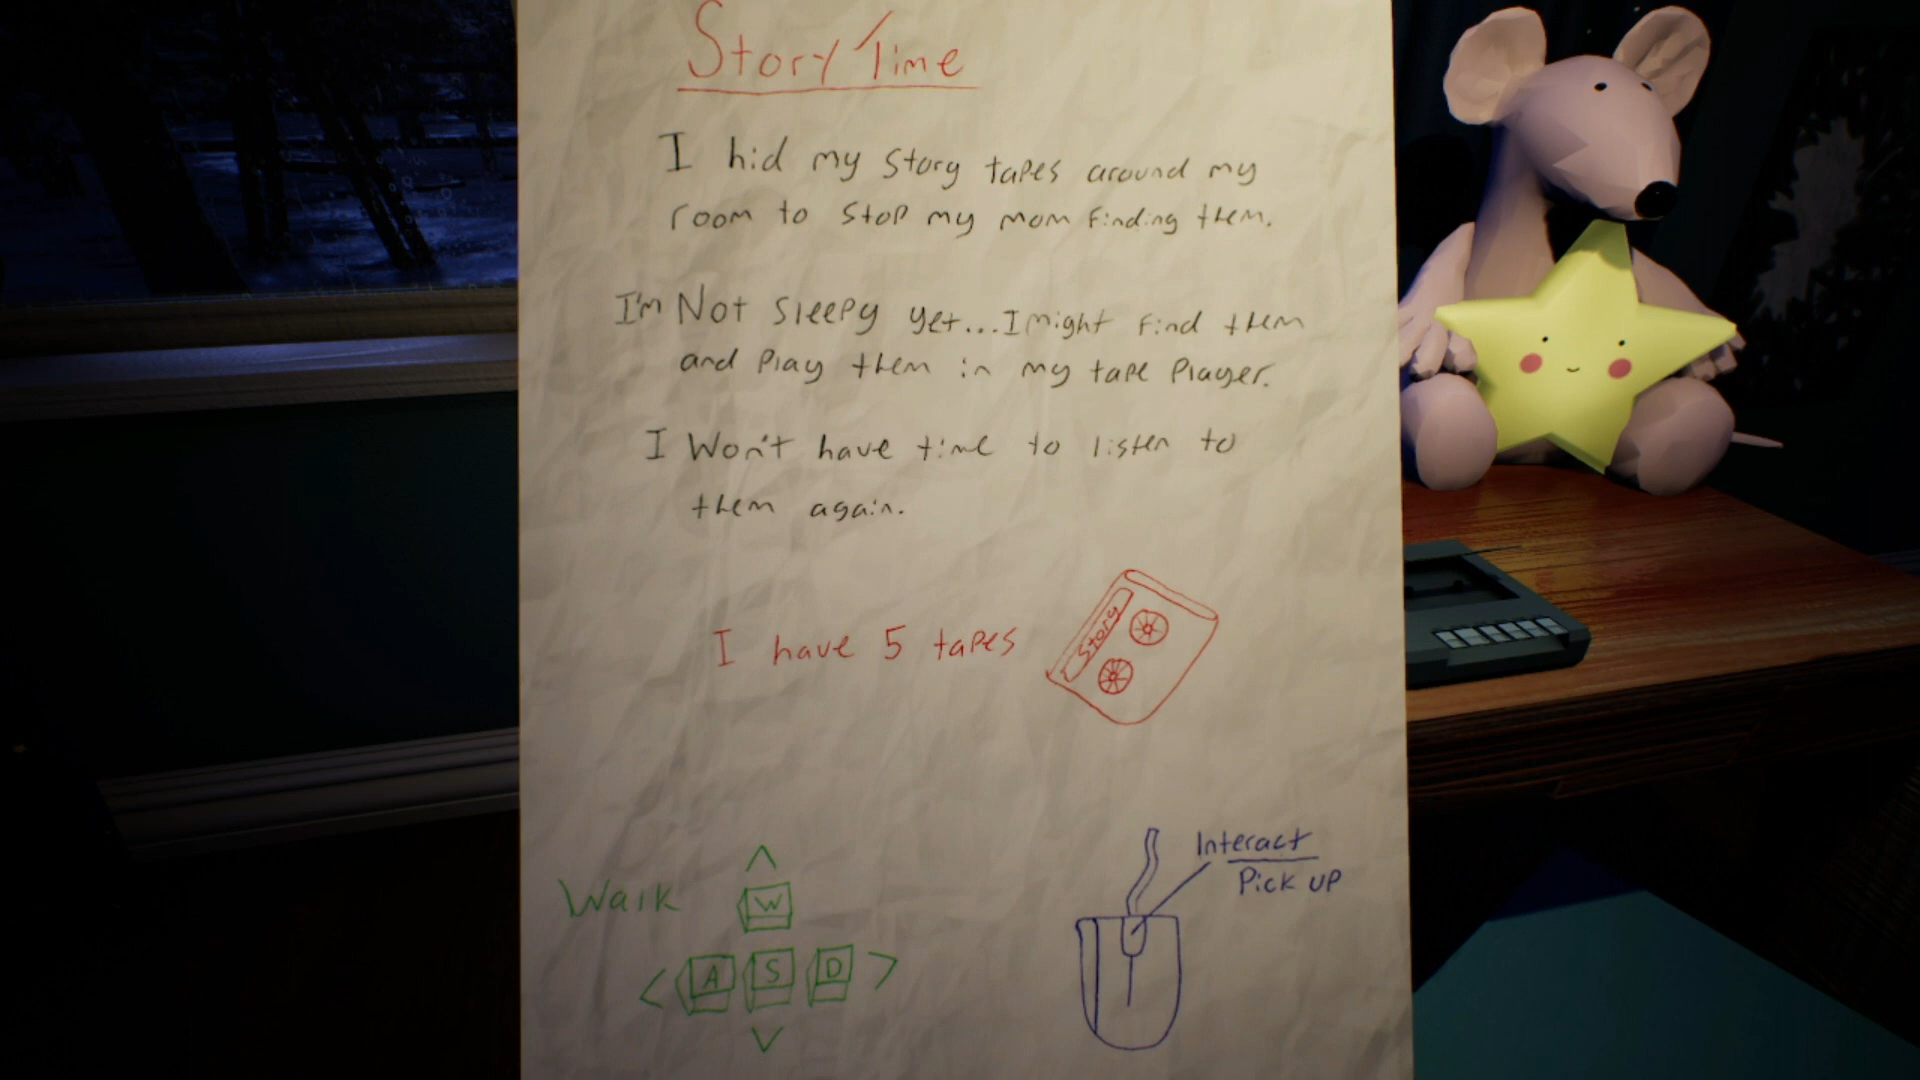 Story Time
I hid my story tapes around my
room to stop my mom finding them.
I'm Not sleepy yet...I might find them
and play them in my tape player.
I Won't have time to listen to
them again.
I have 5 tapes
Story
Interact
Pick up
Walk
W
A S D